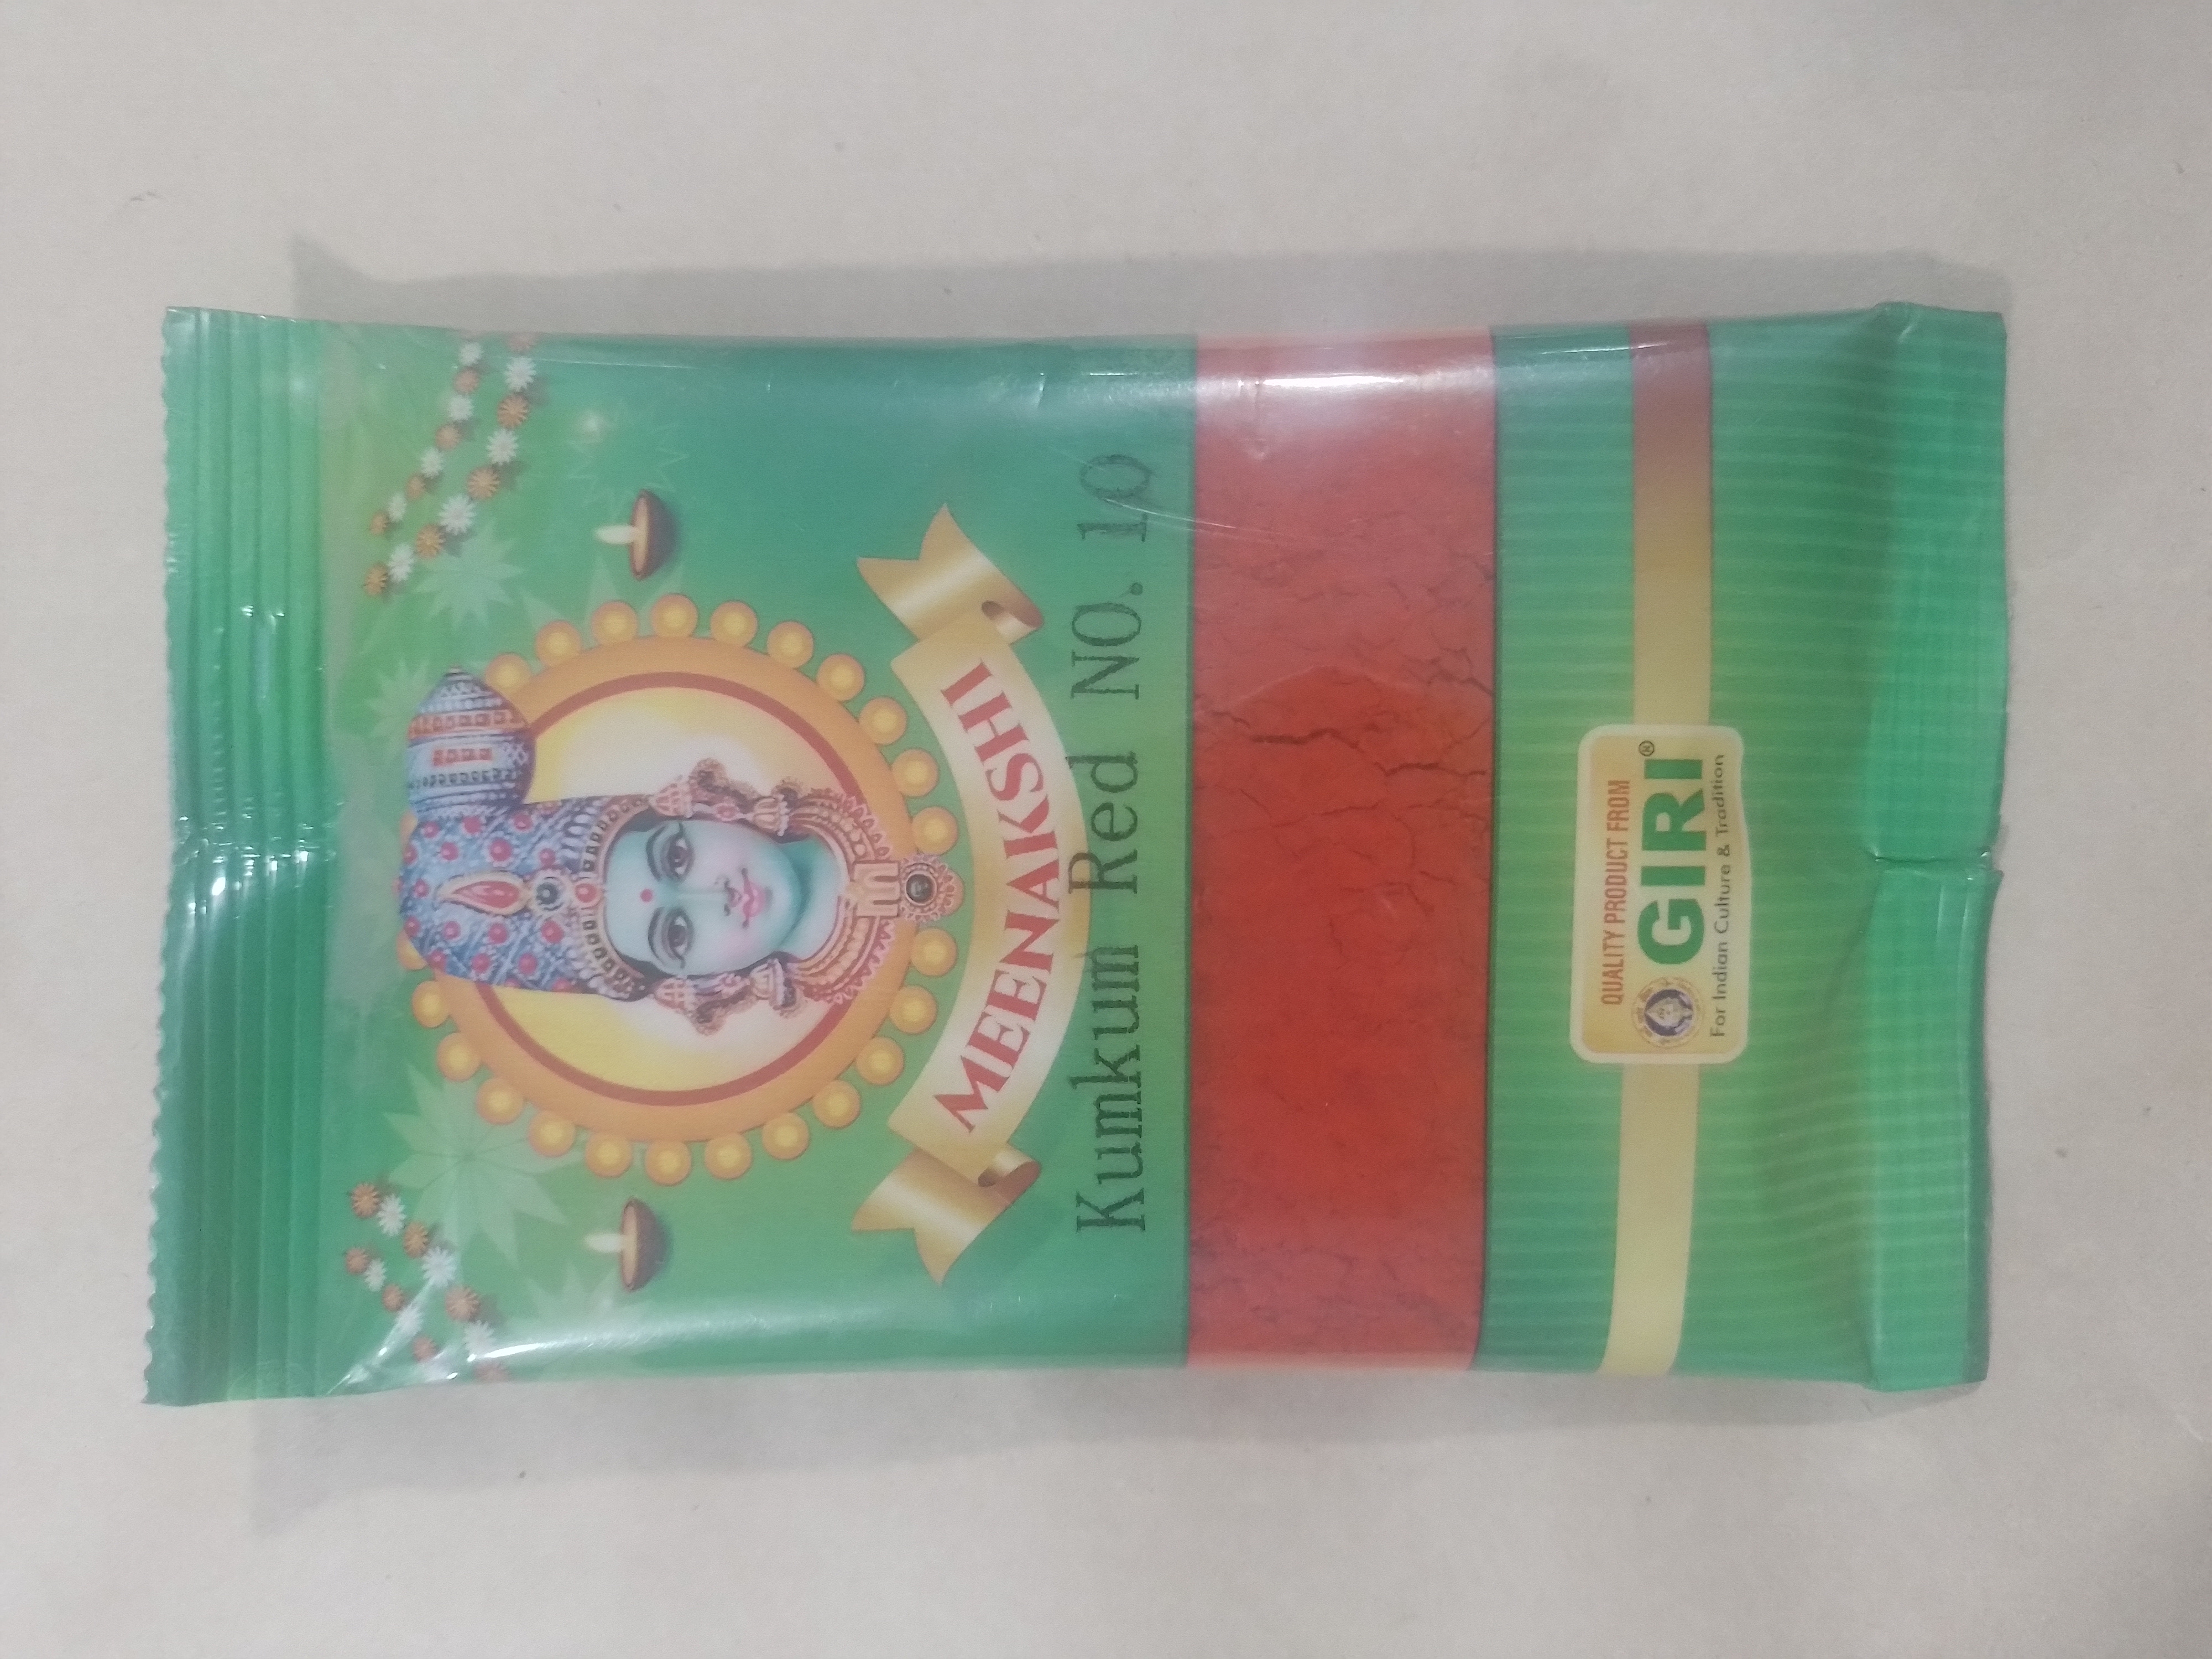 MEENAKSHI
Kumkum Red NO. 10
QUALITY PRODUCT FROM
GIRI®
For Indian Culture & Tradition